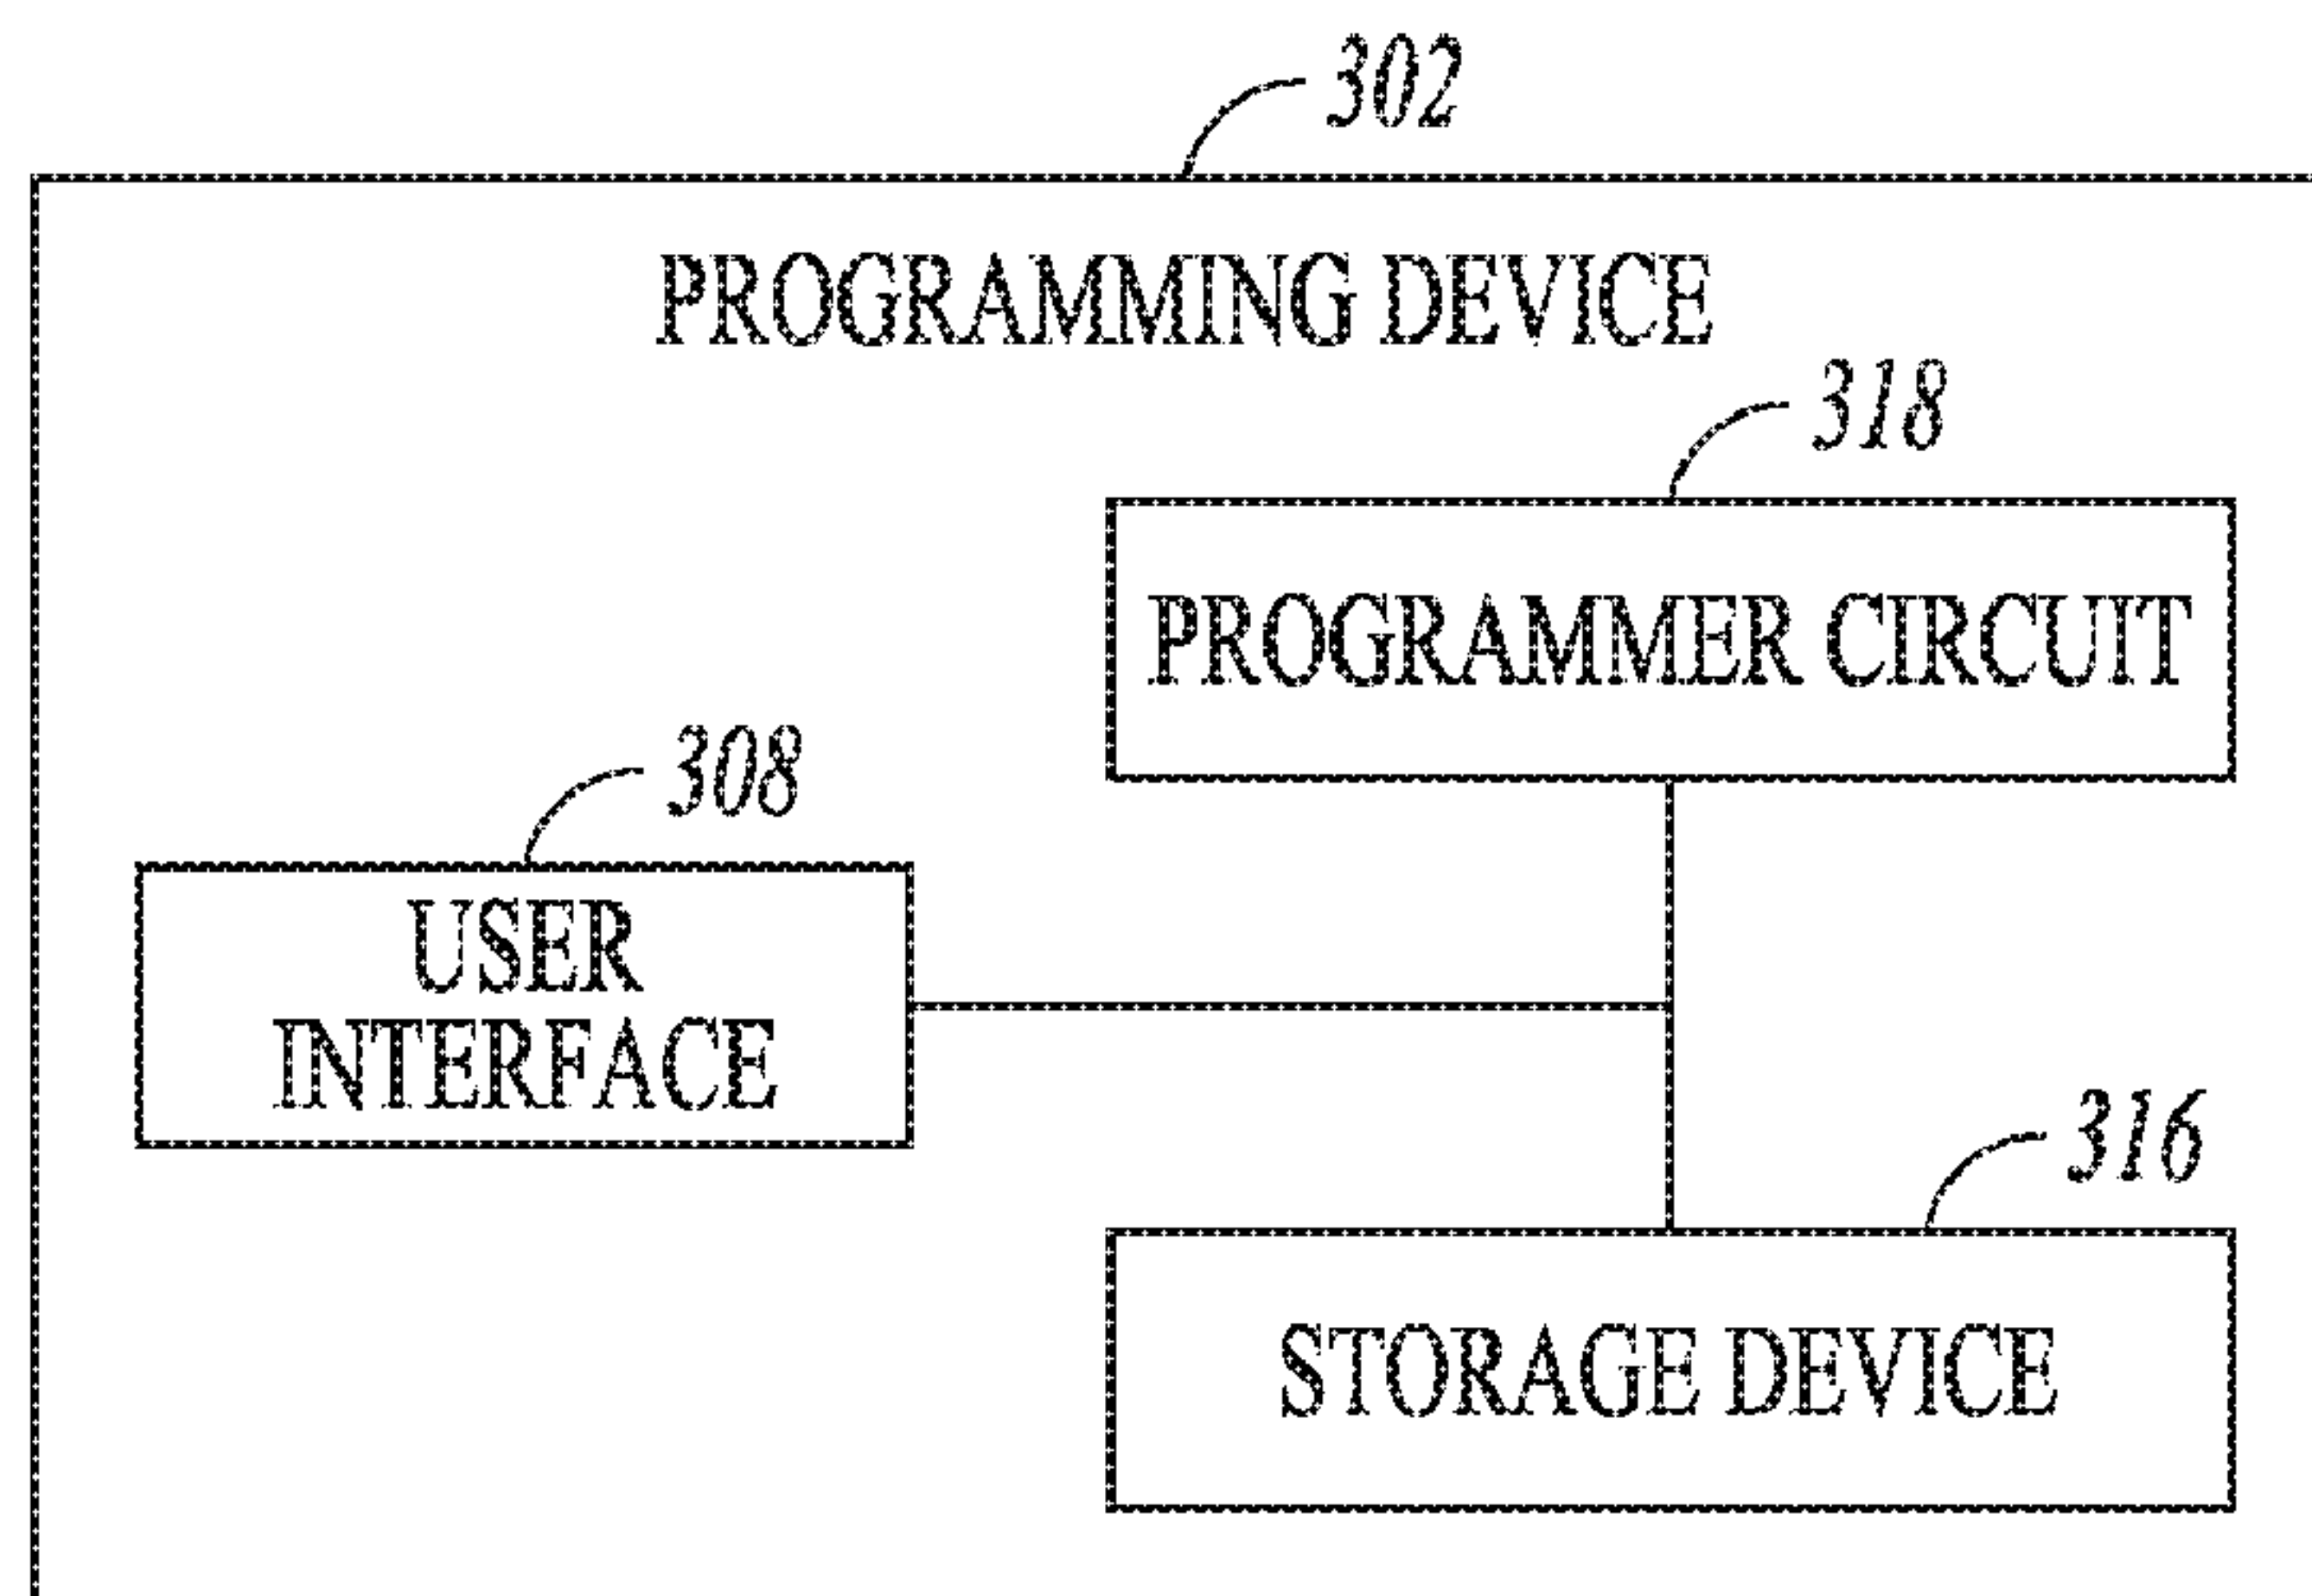 302
PROGRAMMING DEVICE
318
PROGRAMMER CIRCUIT
308
USER
INTERFACE
316
STORAGE DEVICE